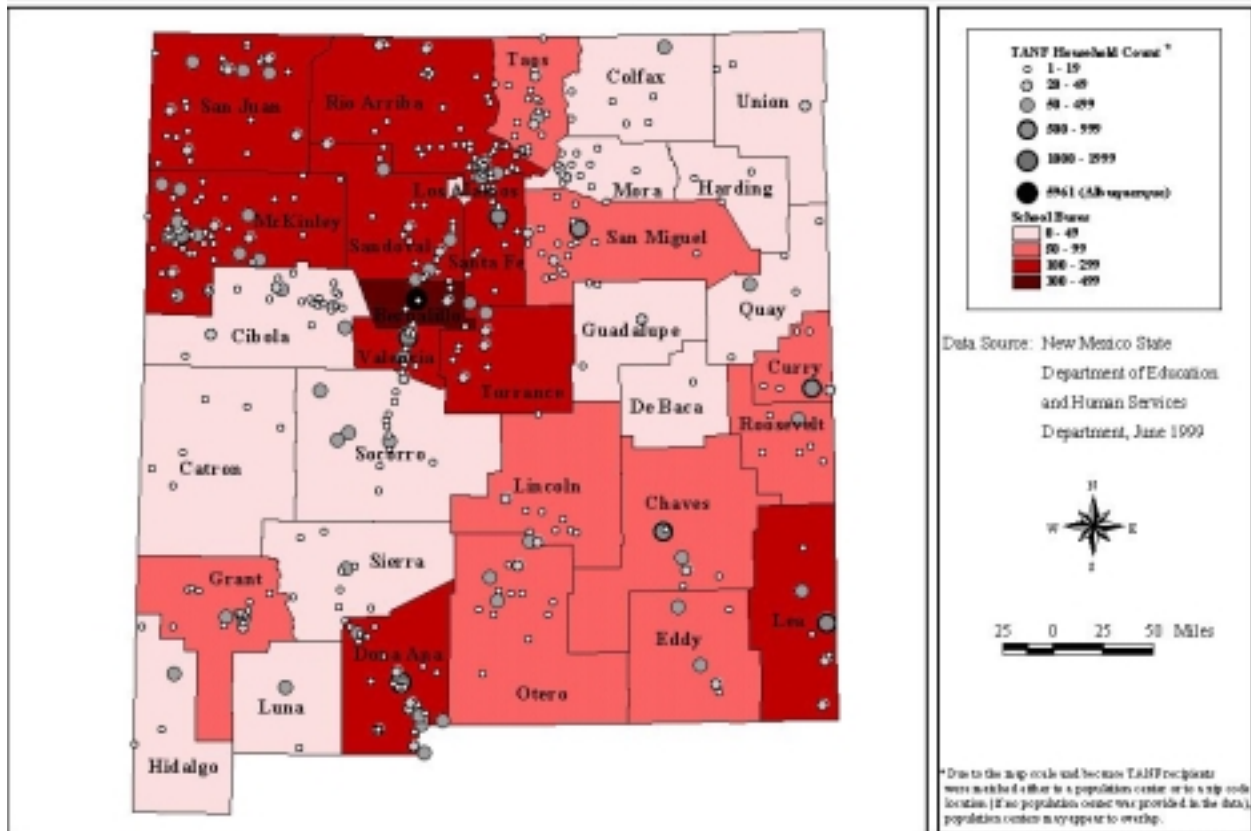 Taos
Colfax
Union
San Juan
Rio Arriba
Los Alamos
Mora
Harding
McKinley
Sandoval
Santa Fe
San Miguel
Bernalillo
Quay
Cibola
Guadalupe
Valencia
Curry
Torrance
De Baca
Roosevelt
Socorro
Catron
Lincoln
Chaves
Sierra
Grant
Lea
Eddy
Dona Ana
Otero
Luna
Hidalgo
TANF Household Count *
1 - 19
20 - 49
50 - 499
500 - 999
1000 - 1999
5961 (Albuquerque)
School Buses
0 - 49
50 - 99
100 - 299
300 - 499
Data Source: New Mexico State
Department of Education
and Human Services
Department, June 1999
N
W E
S
25 0 25 50 Miles
* Due to the map scale and because TANF recipients
were matched either to a population center or to a zip code
location (if no population center was provided in the data),
population centers may appear to overlap.